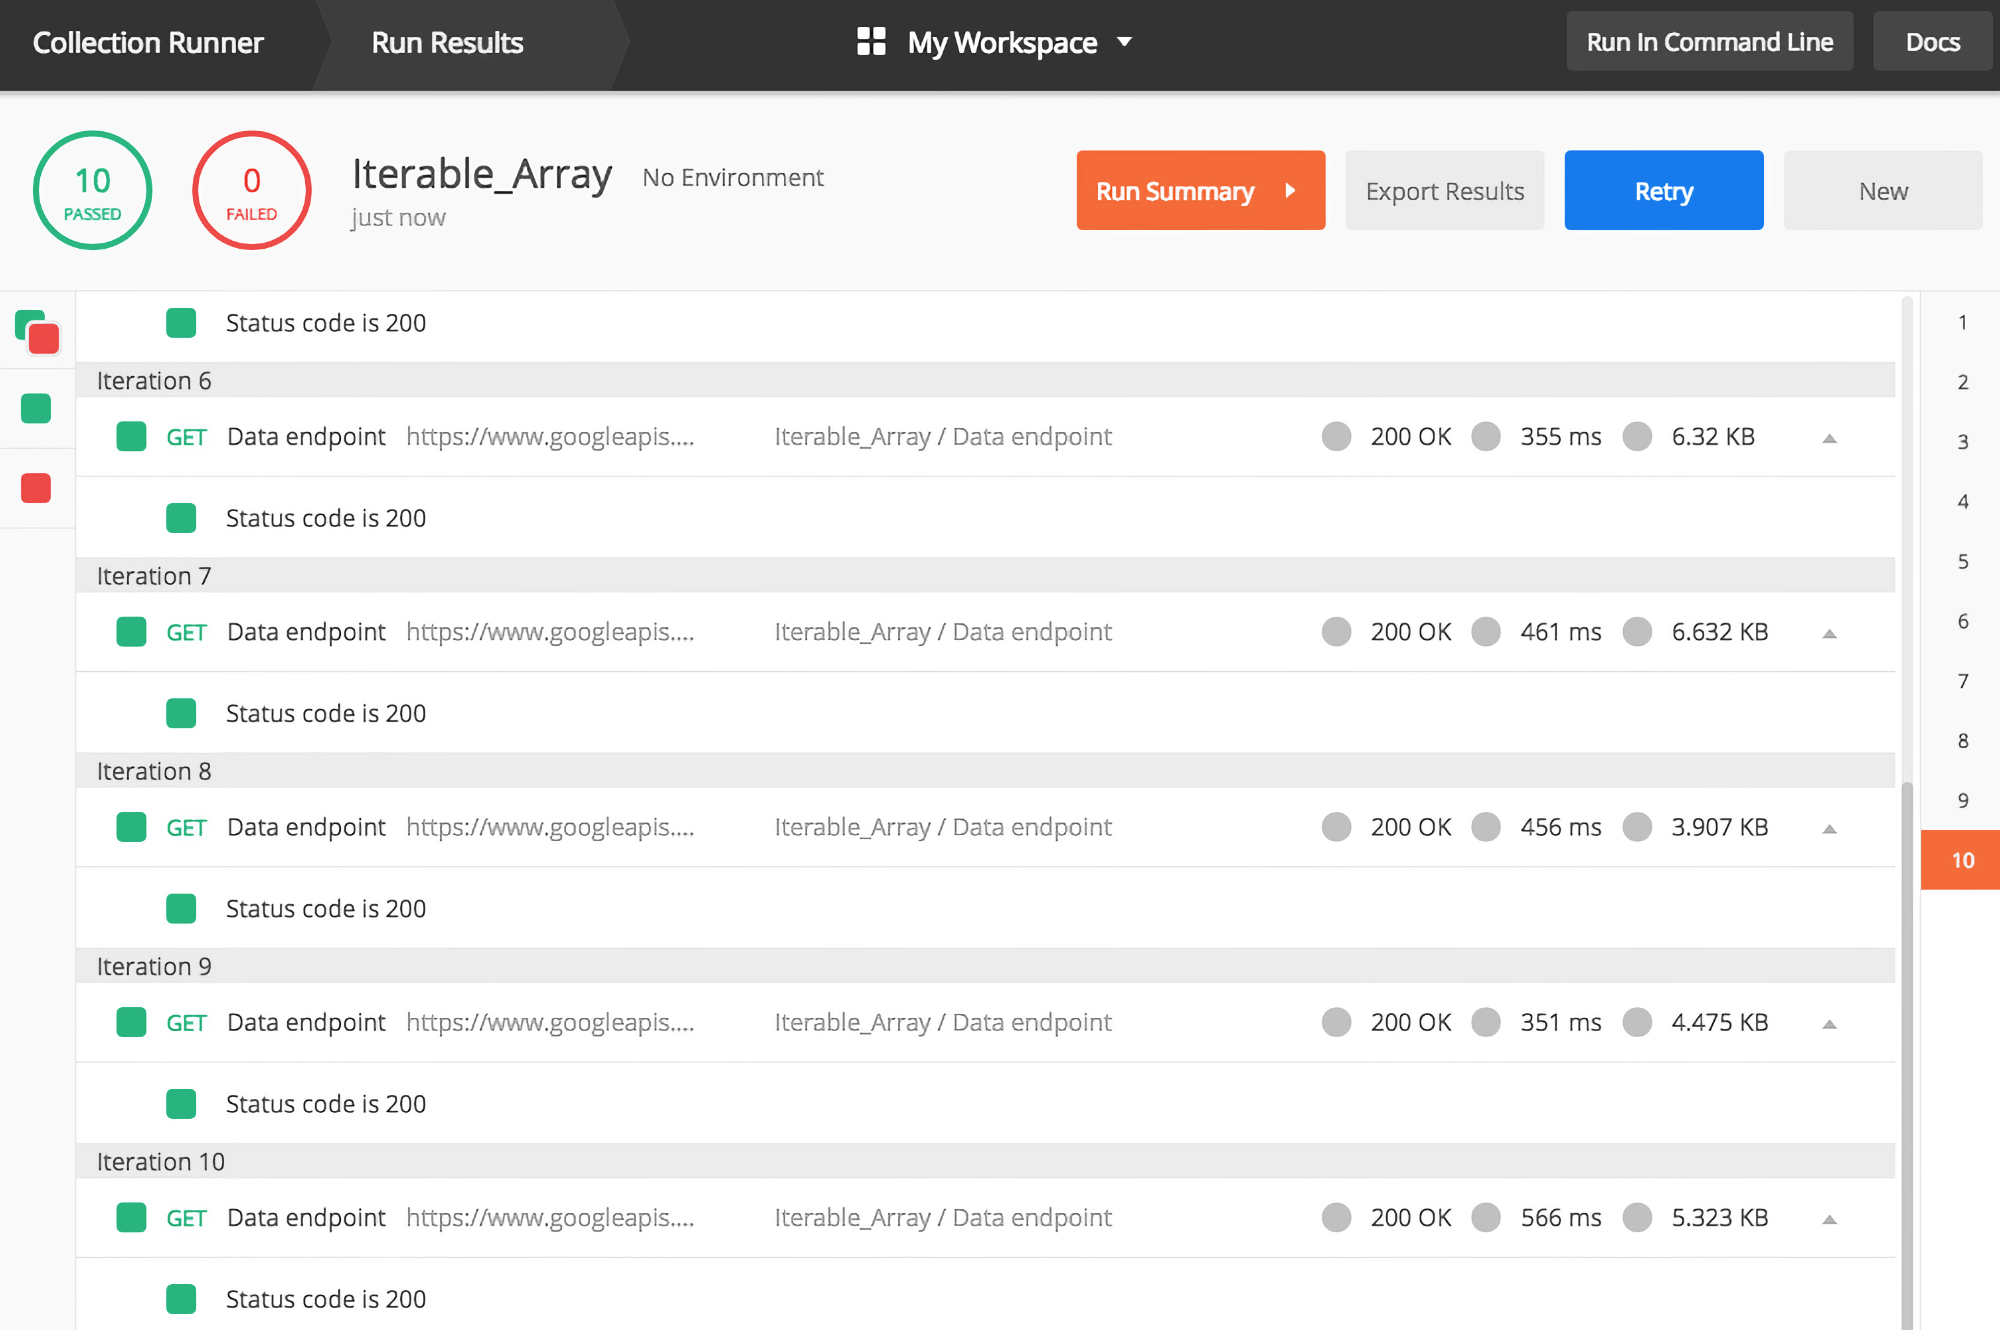 Collection Runner Run Results My Workspace Run In Command Line Docs
10 PASSED
0 FAILED
Iterable_Array No Environment
just now
Run Summary Export Results Retry New
Status code is 200
Iteration 6
GET Data endpoint https://www.googleapis.... Iterable_Array / Data endpoint 200 OK 355 ms 6.32 KB
Status code is 200
Iteration 7
GET Data endpoint https://www.googleapis.... Iterable_Array / Data endpoint 200 OK 461 ms 6.632 KB
Status code is 200
Iteration 8
GET Data endpoint https://www.googleapis.... Iterable_Array / Data endpoint 200 OK 456 ms 3.907 KB
Status code is 200
Iteration 9
GET Data endpoint https://www.googleapis.... Iterable_Array / Data endpoint 200 OK 351 ms 4.475 KB
Status code is 200
Iteration 10
GET Data endpoint https://www.googleapis.... Iterable_Array / Data endpoint 200 OK 566 ms 5.323 KB
Status code is 200
1
2
3
4
5
6
7
8
9
10